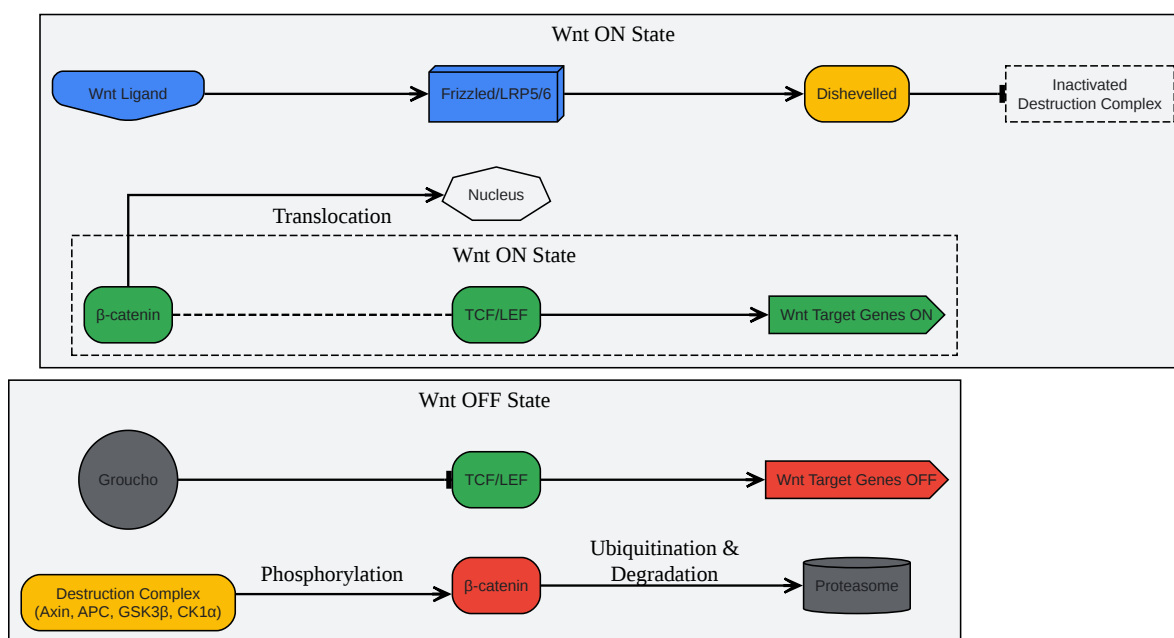 Wnt ON State
Wnt Ligand
Frizzled/LRP5/6
Dishevelled
Inactivated
Destruction Complex
Nucleus
Translocation
Wnt ON State
β-catenin
TCF/LEF
Wnt Target Genes ON
Wnt OFF State
Groucho
TCF/LEF
Wnt Target Genes OFF
Destruction Complex
(Axin, APC, GSK3β, CK1α)
Phosphorylation
β-catenin
Ubiquitination &
Degradation
Proteasome